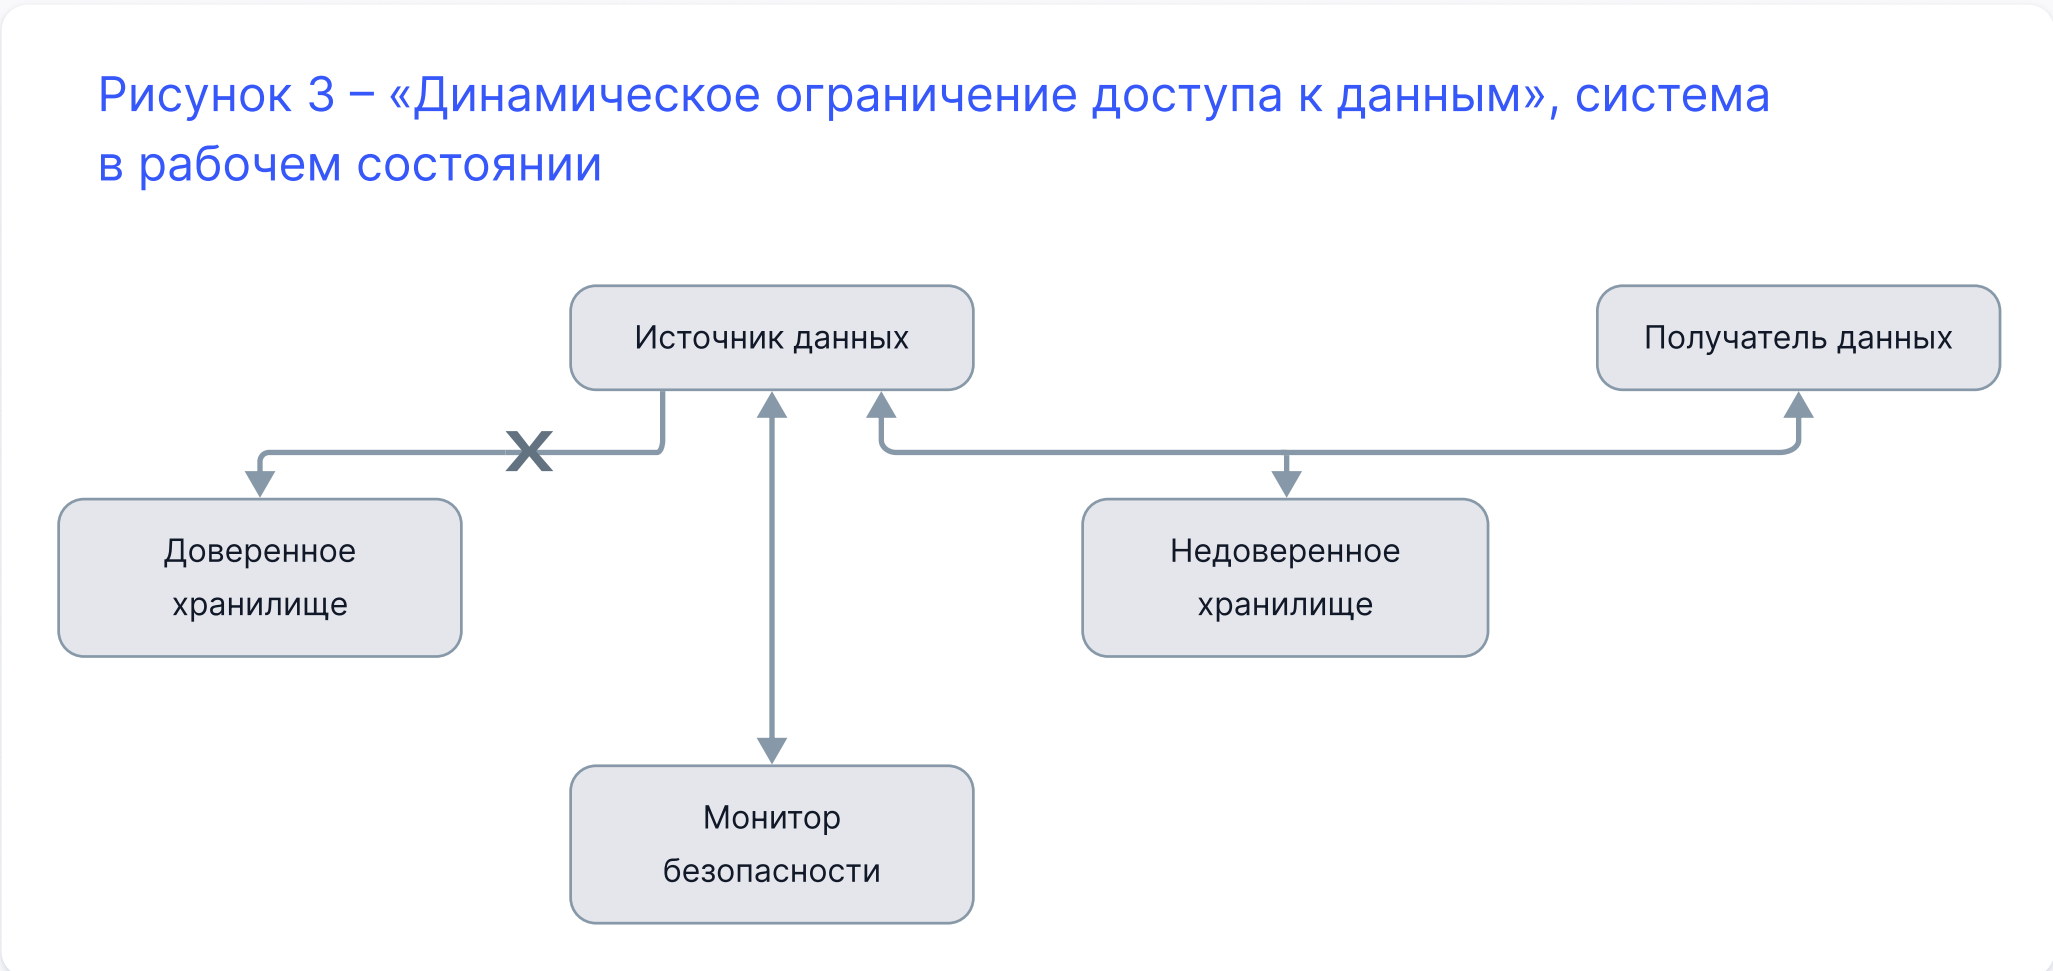 Рисунок 3 – «Динамическое ограничение доступа к данным», система
в рабочем состоянии
Источник данных
Получатель данных
X
Доверенное
хранилище
Недоверенное
хранилище
Монитор
безопасности